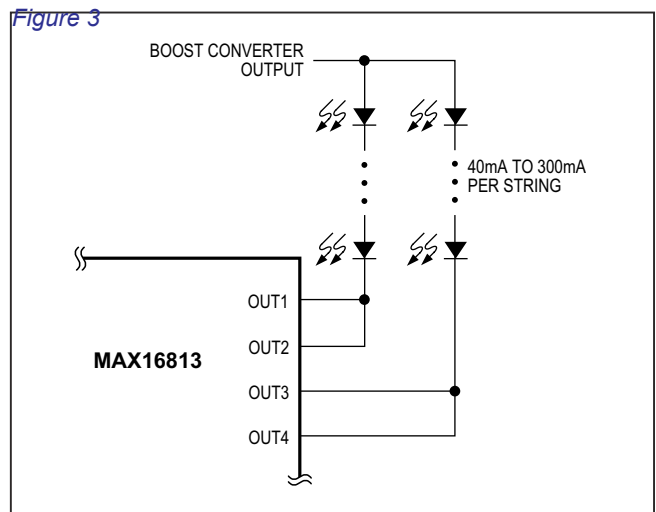 Figure 3
BOOST CONVERTER
OUTPUT
40mA TO 300mA
PER STRING
OUT1
OUT2
MAX16813
OUT3
OUT4